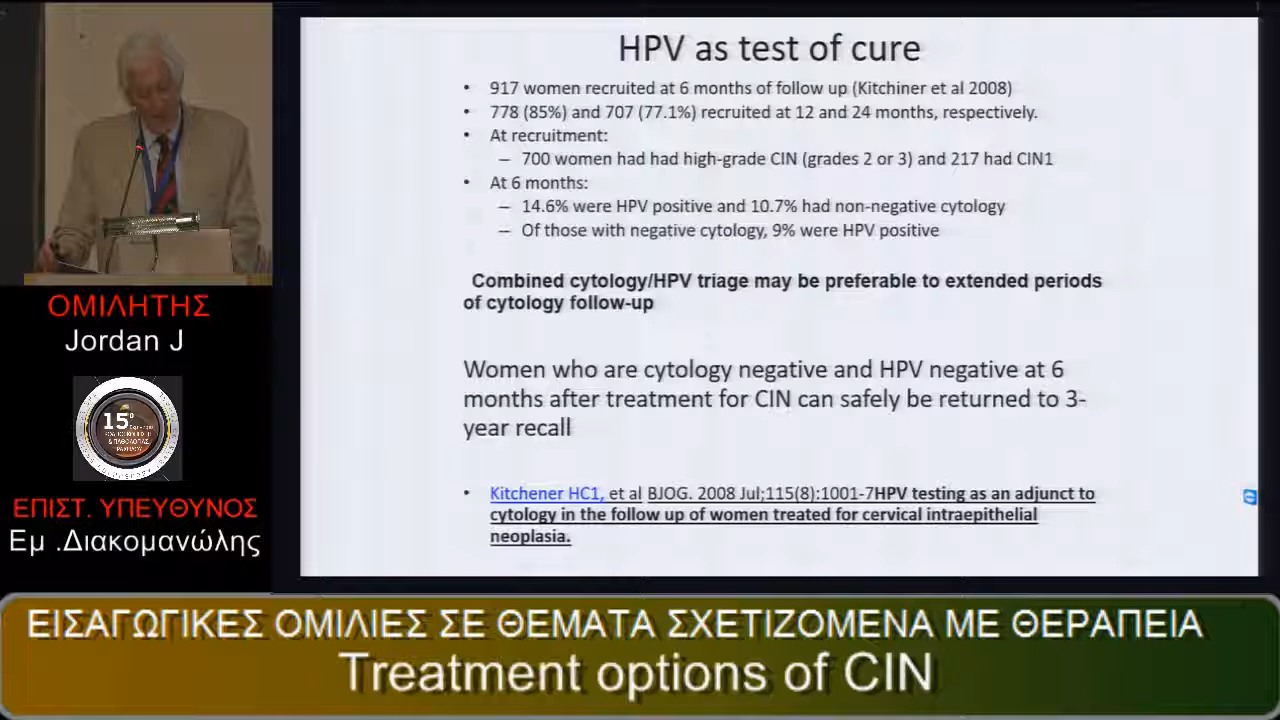 HPV as test of cure
• 917 women recruited at 6 months of follow up (Kitchiner et al 2008)
• 778 (85%) and 707 (77.1%) recruited at 12 and 24 months, respectively.
• At recruitment:
– 700 women had had high-grade CIN (grades 2 or 3) and 217 had CIN1
• At 6 months:
– 14.6% were HPV positive and 10.7% had non-negative cytology
– Of those with negative cytology, 9% were HPV positive
Combined cytology/HPV triage may be preferable to extended periods
of cytology follow-up
Women who are cytology negative and HPV negative at 6
months after treatment for CIN can safely be returned to 3-
year recall
• Kitchener HC1, et al BJOG. 2008 Jul;115(8):1001-7HPV testing as an adjunct to
cytology in the follow up of women treated for cervical intraepithelial
neoplasia.
ΟΜΙΛΗΤΗΣ
Jordan J
15ο
& ΠΑΘΟΛΟΓΙΑΣ
ΤΡΑΧΗΛΟΥ
ΕΠΙΣΤ. ΥΠΕΥΘΥΝΟΣ
Εμ .Διακομανώλης
ΕΙΣΑΓΩΓΙΚΕΣ ΟΜΙΛΙΕΣ ΣΕ ΘΕΜΑΤΑ ΣΧΕΤΙΖΟΜΕΝΑ ΜΕ ΘΕΡΑΠΕΙΑ
Treatment options of CIN